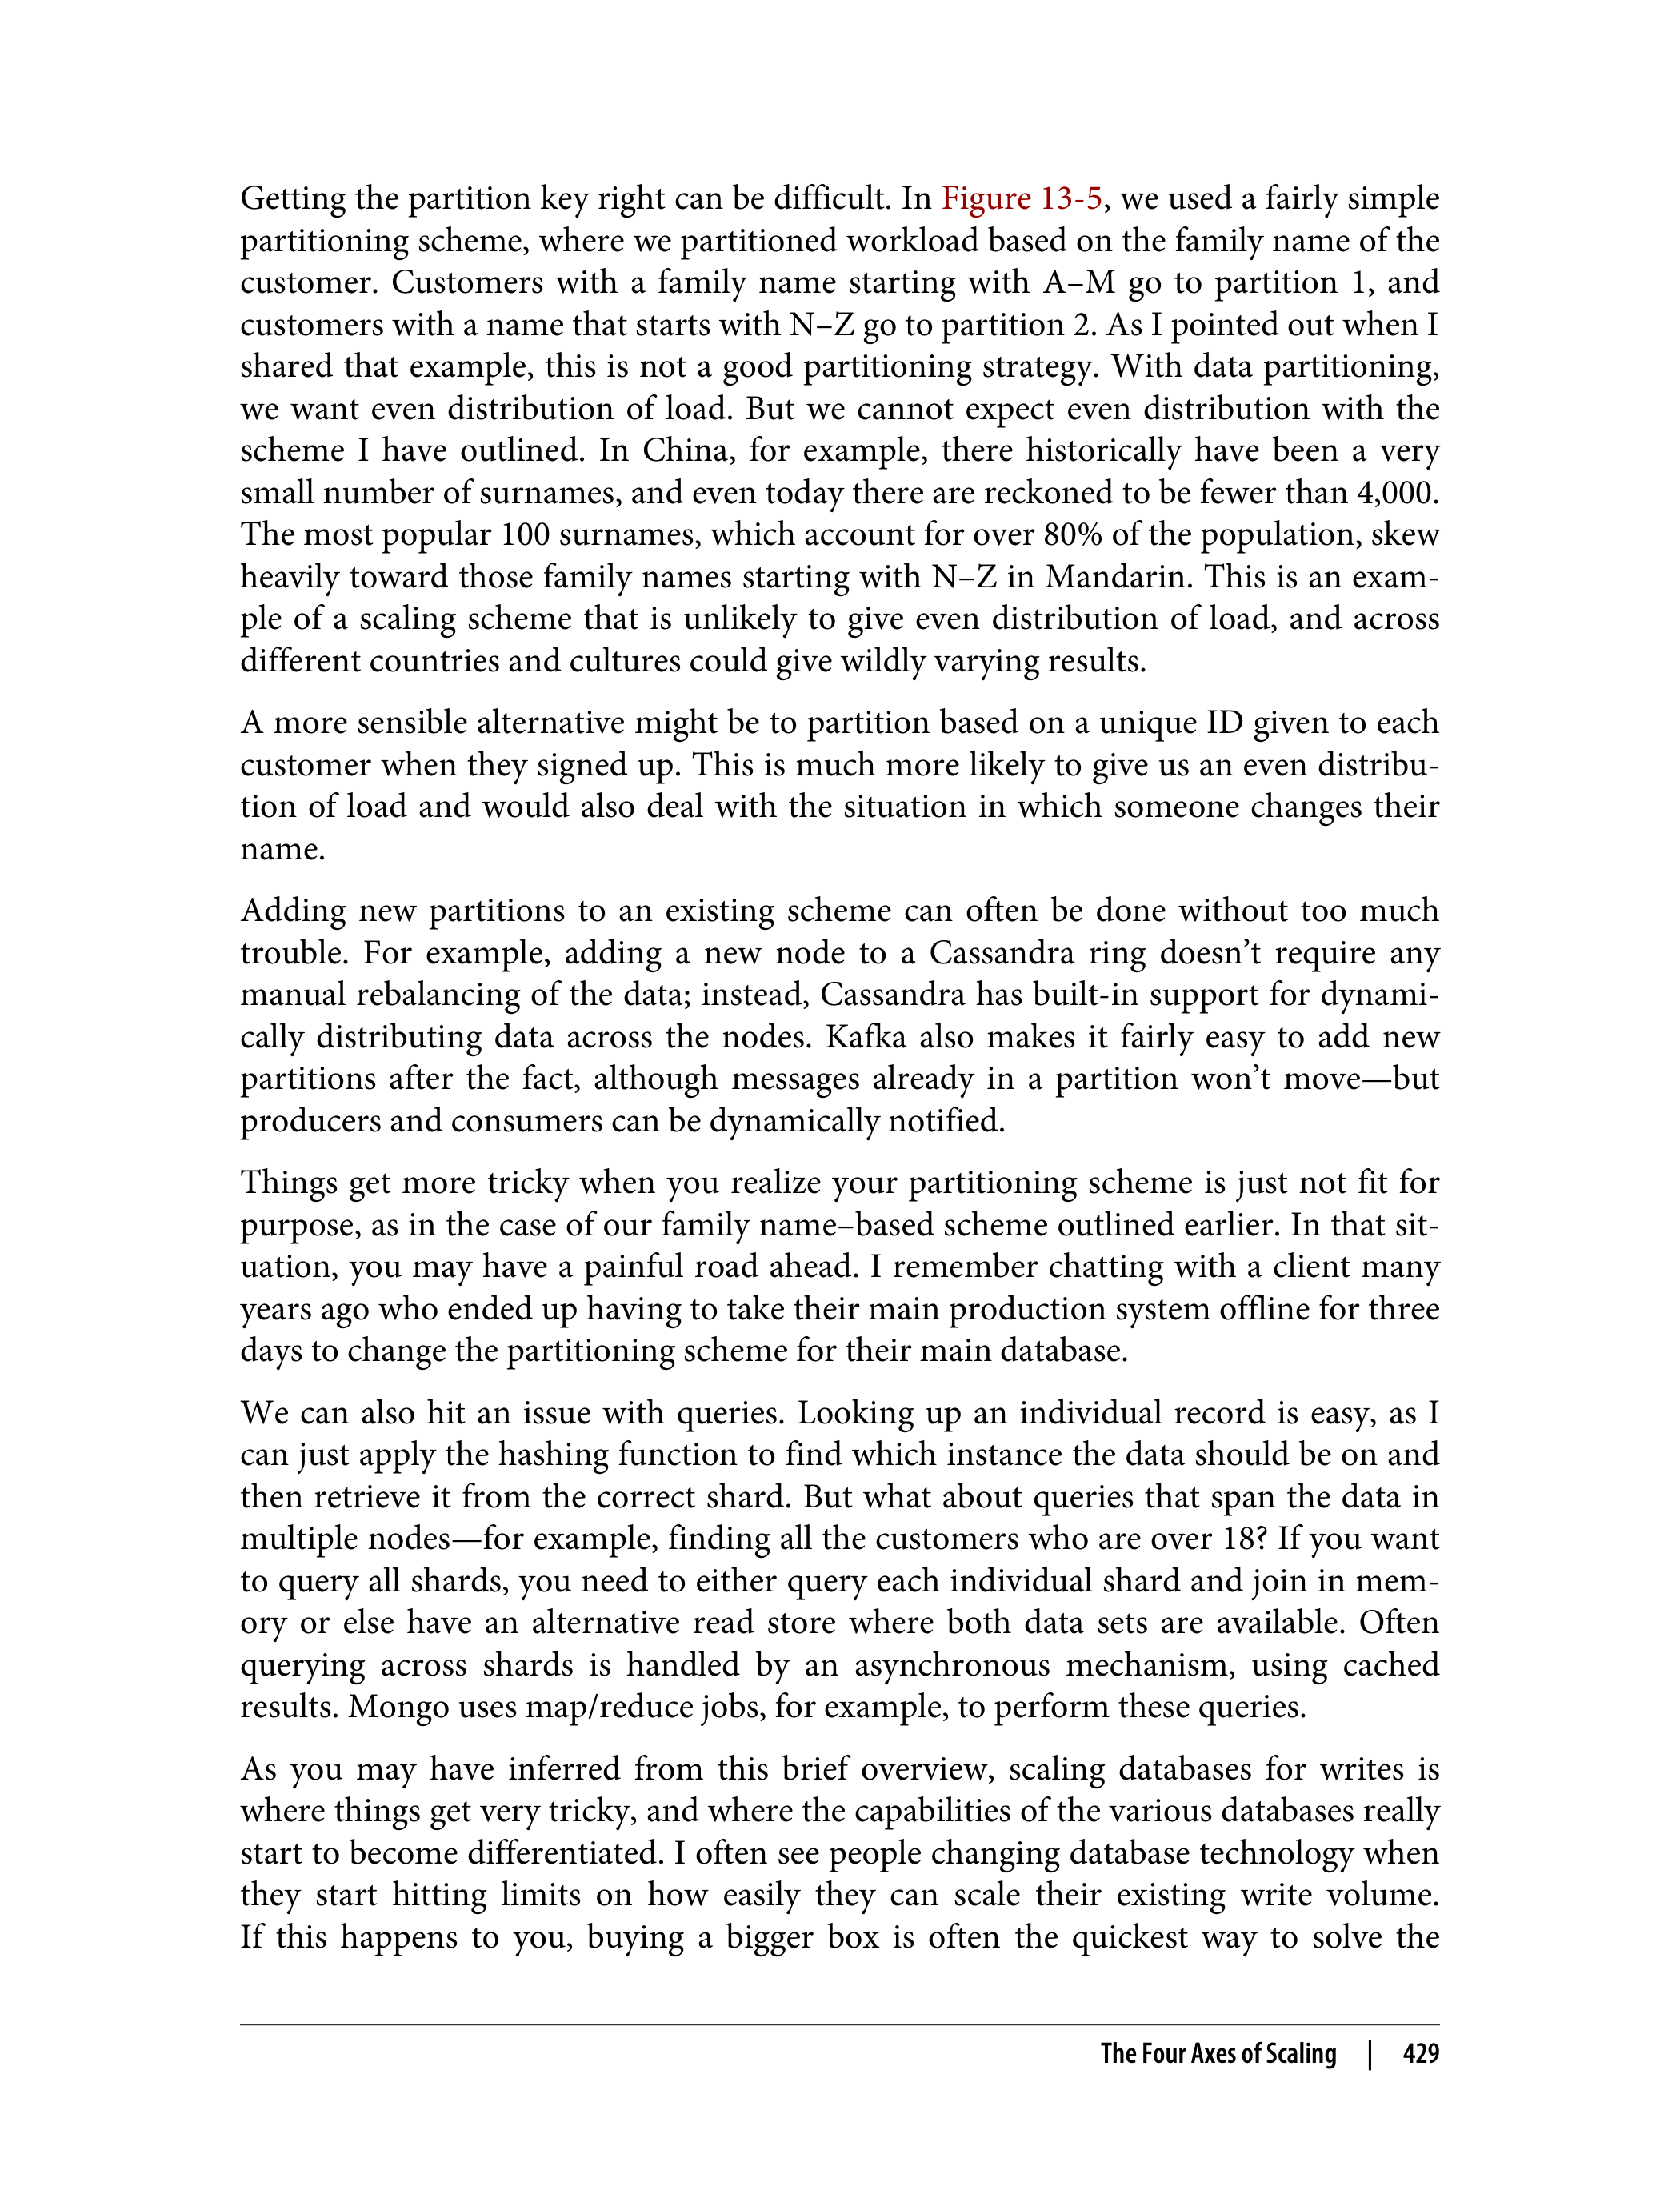 Getting the partition key right can be difficult. In Figure 13-5, we used a fairly simple
partitioning scheme, where we partitioned workload based on the family name of the
customer. Customers with a family name starting with A–M go to partition 1, and
customers with a name that starts with N–Z go to partition 2. As I pointed out when I
shared that example, this is not a good partitioning strategy. With data partitioning,
we want even distribution of load. But we cannot expect even distribution with the
scheme I have outlined. In China, for example, there historically have been a very
small number of surnames, and even today there are reckoned to be fewer than 4,000.
The most popular 100 surnames, which account for over 80% of the population, skew
heavily toward those family names starting with N–Z in Mandarin. This is an exam-
ple of a scaling scheme that is unlikely to give even distribution of load, and across
different countries and cultures could give wildly varying results.
A more sensible alternative might be to partition based on a unique ID given to each
customer when they signed up. This is much more likely to give us an even distribu-
tion of load and would also deal with the situation in which someone changes their
name.
Adding new partitions to an existing scheme can often be done without too much
trouble. For example, adding a new node to a Cassandra ring doesn’t require any
manual rebalancing of the data; instead, Cassandra has built-in support for dynami-
cally distributing data across the nodes. Kafka also makes it fairly easy to add new
partitions after the fact, although messages already in a partition won’t move—but
producers and consumers can be dynamically notified.
Things get more tricky when you realize your partitioning scheme is just not fit for
purpose, as in the case of our family name–based scheme outlined earlier. In that sit-
uation, you may have a painful road ahead. I remember chatting with a client many
years ago who ended up having to take their main production system offline for three
days to change the partitioning scheme for their main database.
We can also hit an issue with queries. Looking up an individual record is easy, as I
can just apply the hashing function to find which instance the data should be on and
then retrieve it from the correct shard. But what about queries that span the data in
multiple nodes—for example, finding all the customers who are over 18? If you want
to query all shards, you need to either query each individual shard and join in mem-
ory or else have an alternative read store where both data sets are available. Often
querying across shards is handled by an asynchronous mechanism, using cached
results. Mongo uses map/reduce jobs, for example, to perform these queries.
As you may have inferred from this brief overview, scaling databases for writes is
where things get very tricky, and where the capabilities of the various databases really
start to become differentiated. I often see people changing database technology when
they start hitting limits on how easily they can scale their existing write volume.
If this happens to you, buying a bigger box is often the quickest way to solve the
The Four Axes of Scaling | 429